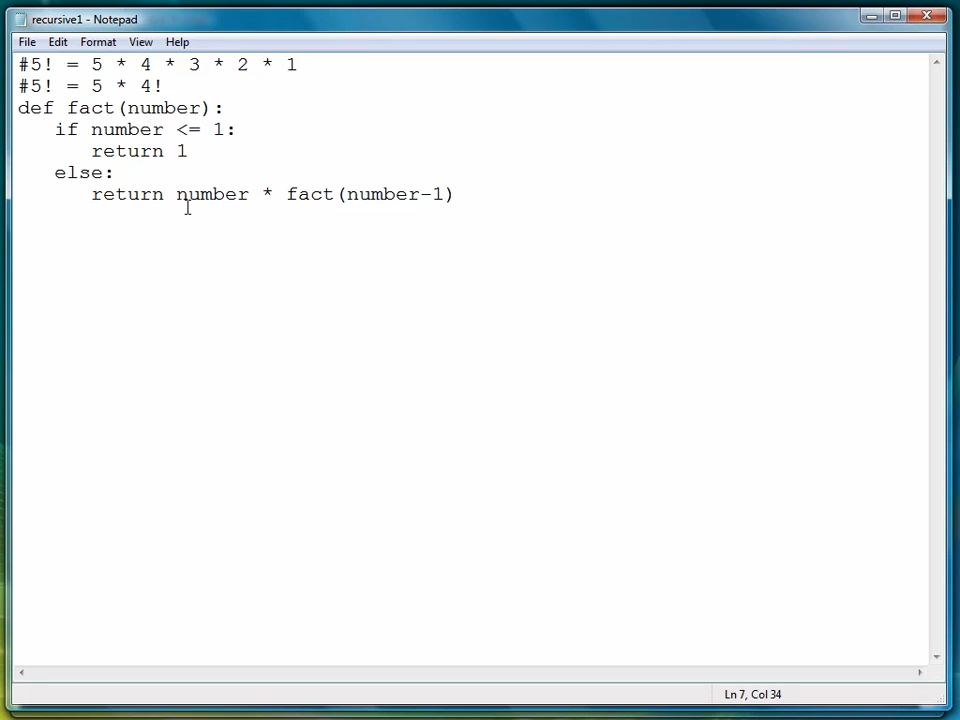 recursive1 - Notepad
File Edit Format View Help
#5! = 5 * 4 * 3 * 2 * 1
#5! = 5 * 4!
def fact(number):
   if number <= 1:
      return 1
   else:
      return number * fact(number-1)
Ln 7, Col 34